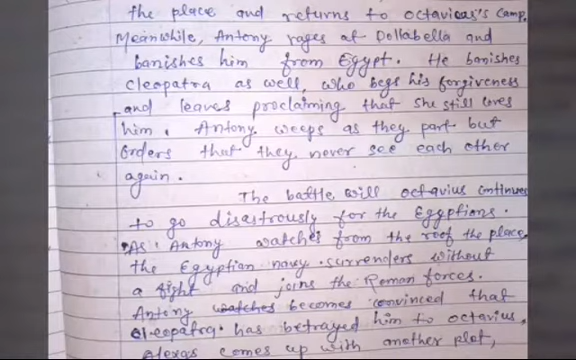 the place and returns to octavious's camp.
Meanwhile, Antony rages at Dollabella and
banishes him from Egypt. He banishes
cleopatra as well, who begs his forgiveness
and leaves proclaiming that she still loves
him. Antony weeps as they part but
orders that they never see each other
again.
The battle will octavius continues
to go disastrously for the Egyptions.
As Antony watches from the roof the place,
the Egyptian navy surrenders without
a fight and joins the Roman forces.
Antony watches becomes convinced that
cleopatra has betrayed him to octavius.
Alexas comes up with another plot,